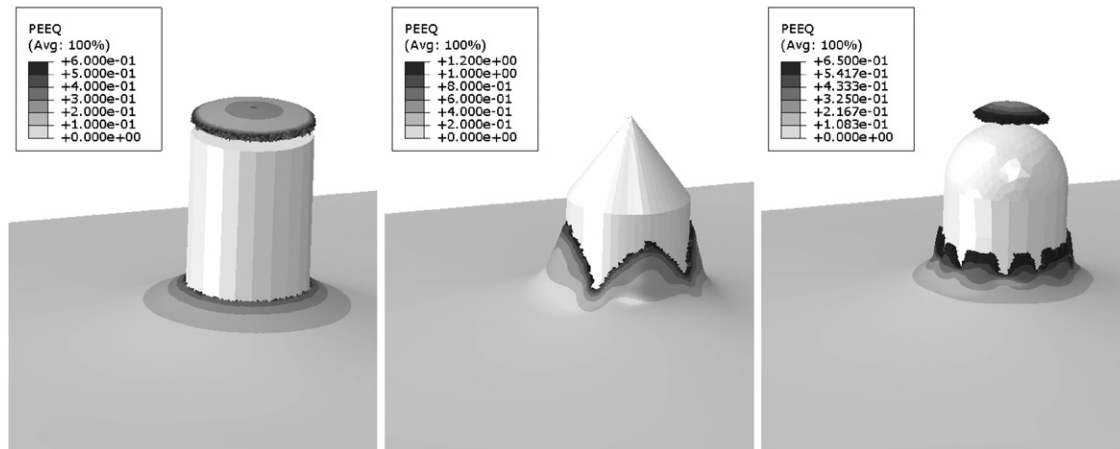 PEEQ
(Avg: 100%)
+6.000e-01
+5.000e-01
+4.000e-01
+3.000e-01
+2.000e-01
+1.000e-01
+0.000e+00
PEEQ
(Avg: 100%)
+1.200e+00
+1.000e+00
+8.000e-01
+6.000e-01
+4.000e-01
+2.000e-01
+0.000e+00
PEEQ
(Avg: 100%)
+6.500e-01
+5.417e-01
+4.333e-01
+3.250e-01
+2.167e-01
+1.083e-01
+0.000e+00